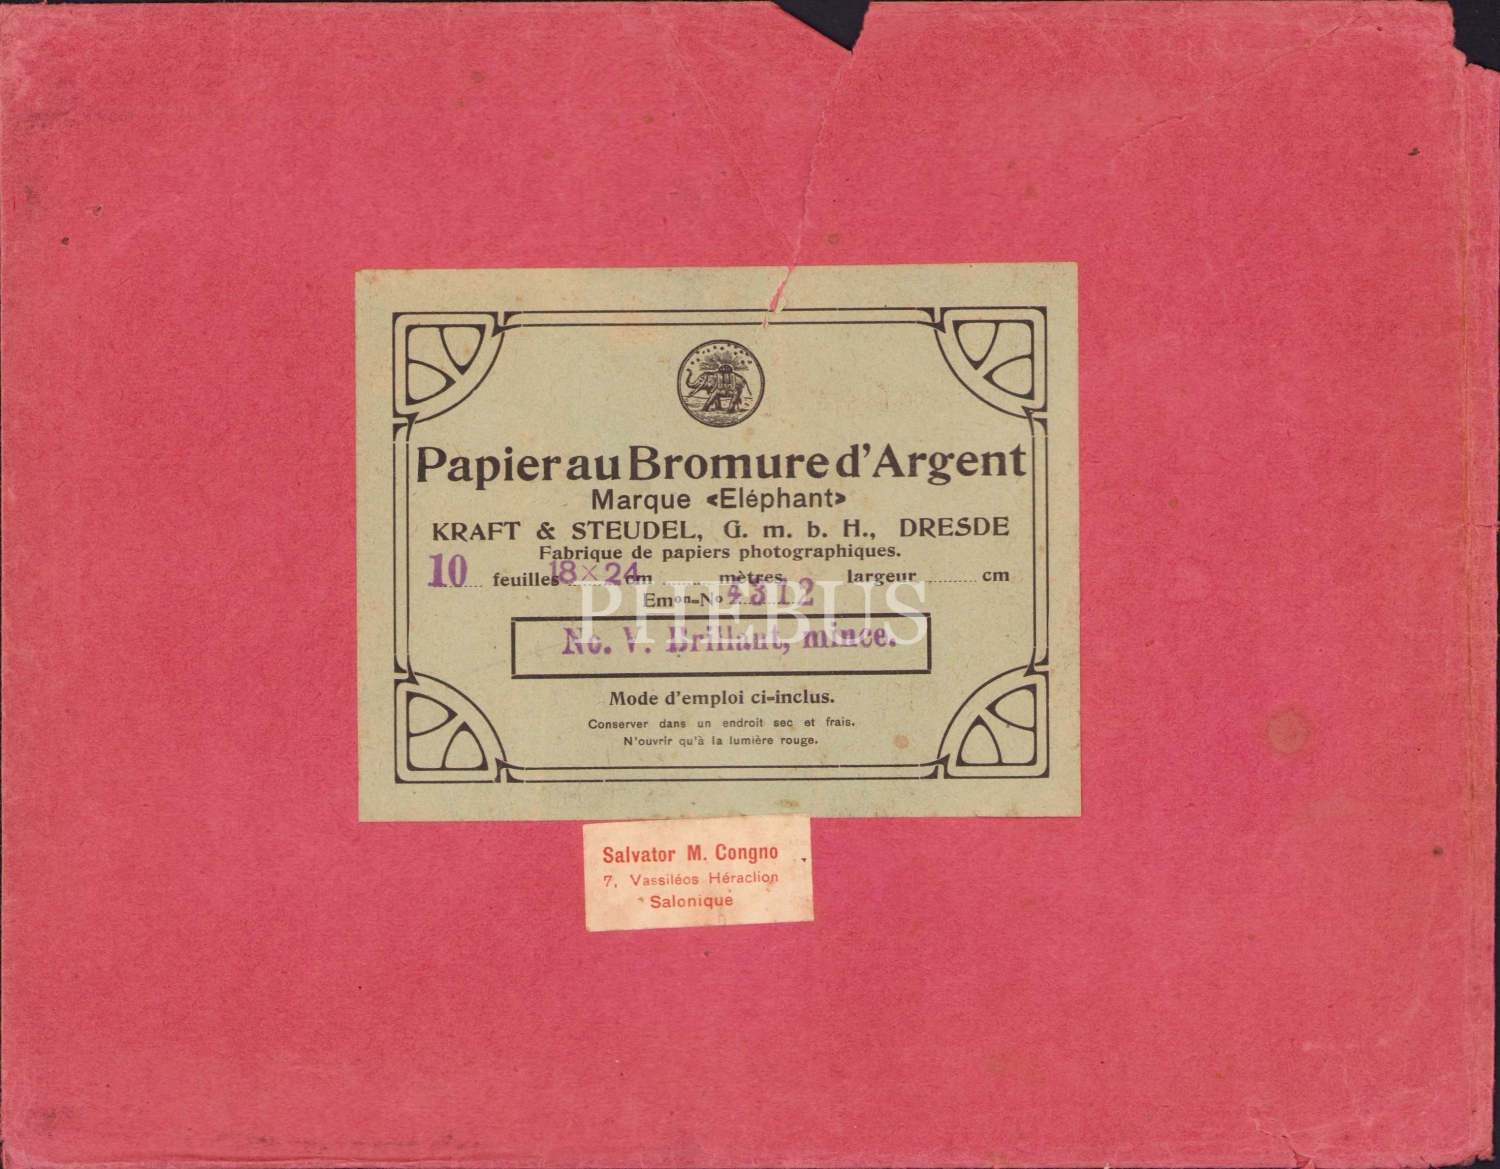 Papier au Bromure d'Argent
Marque <Eléphant>
KRAFT & STEUDEL, G. m. b. H., DRESDE
Fabrique de papiers photographiques.
10 feuilles 18×24 cm mètres largeur cm
Emon-No 4312
PHEBUS
No. V. Brillant, mince.
Mode d'emploi ci-inclus.
Conserver dans un endroit sec et frais.
N'ouvrir qu'à la lumière rouge.
Salvator M. Congno
7, Vassiléos Héraclion
Salonique